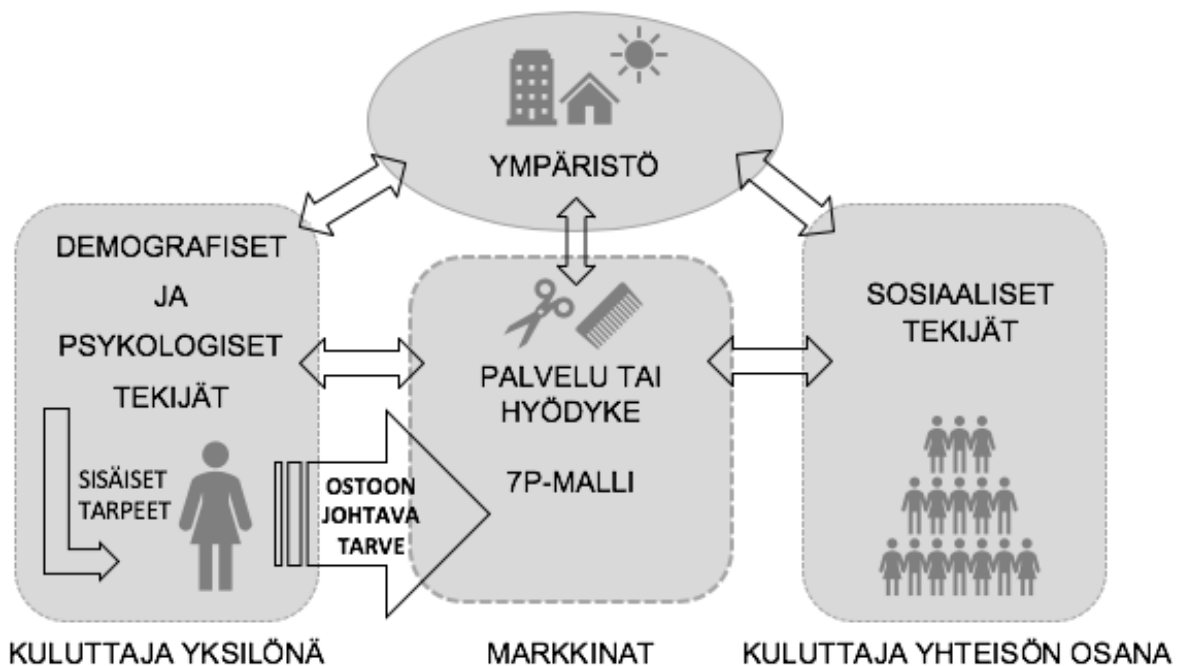 YMPÄRISTÖ
DEMOGRAFISET
JA
PSYKOLOGISET
TEKIJÄT
SISÄISET
TARPEET
OSTOON
JOHTAVA
TARVE
PALVELU TAI
HYÖDYKE
7P-MALLI
SOSIAALISET
TEKIJÄT
KULUTTAJA YKSILÖNÄ
MARKKINAT
KULUTTAJA YHTEISÖN OSANA